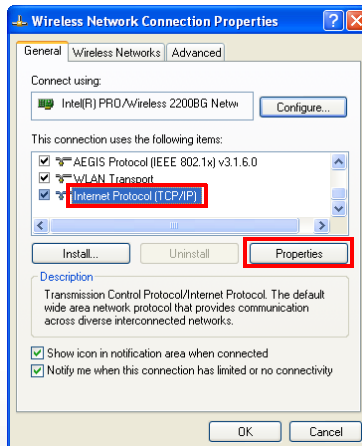 Wireless Network Connection Properties
General Wireless Networks Advanced
Connect using:
Intel(R) PRO/Wireless 2200BG Netw
Configure...
This connection uses the following items:
AEGIS Protocol (IEEE 802.1x) v3.1.6.0
WLAN Transport
Internet Protocol (TCP/IP)
Install... Uninstall Properties
Description
Transmission Control Protocol/Internet Protocol. The default
wide area network protocol that provides communication
across diverse interconnected networks.
Show icon in notification area when connected
Notify me when this connection has limited or no connectivity
OK Cancel